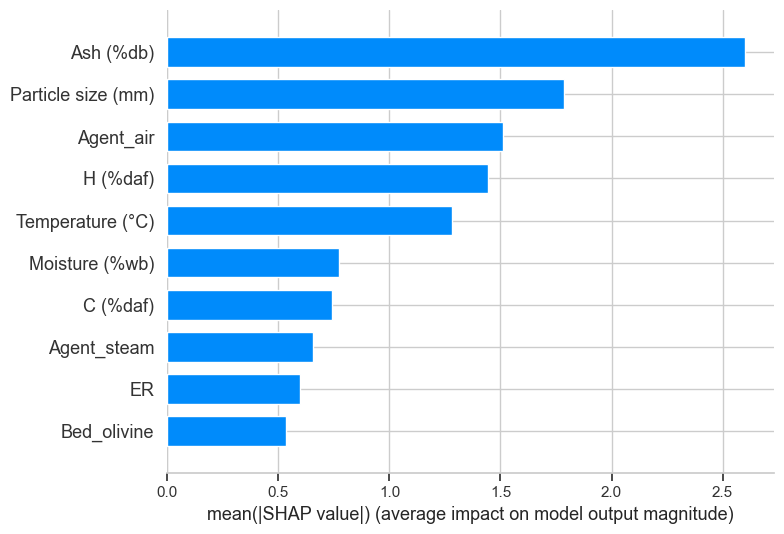 Ash (%db)
Particle size (mm)
Agent_air
H (%daf)
Temperature (°C)
Moisture (%wb)
C (%daf)
Agent_steam
ER
Bed_olivine
0.0 0.5 1.0 1.5 2.0 2.5
mean(|SHAP value|) (average impact on model output magnitude)